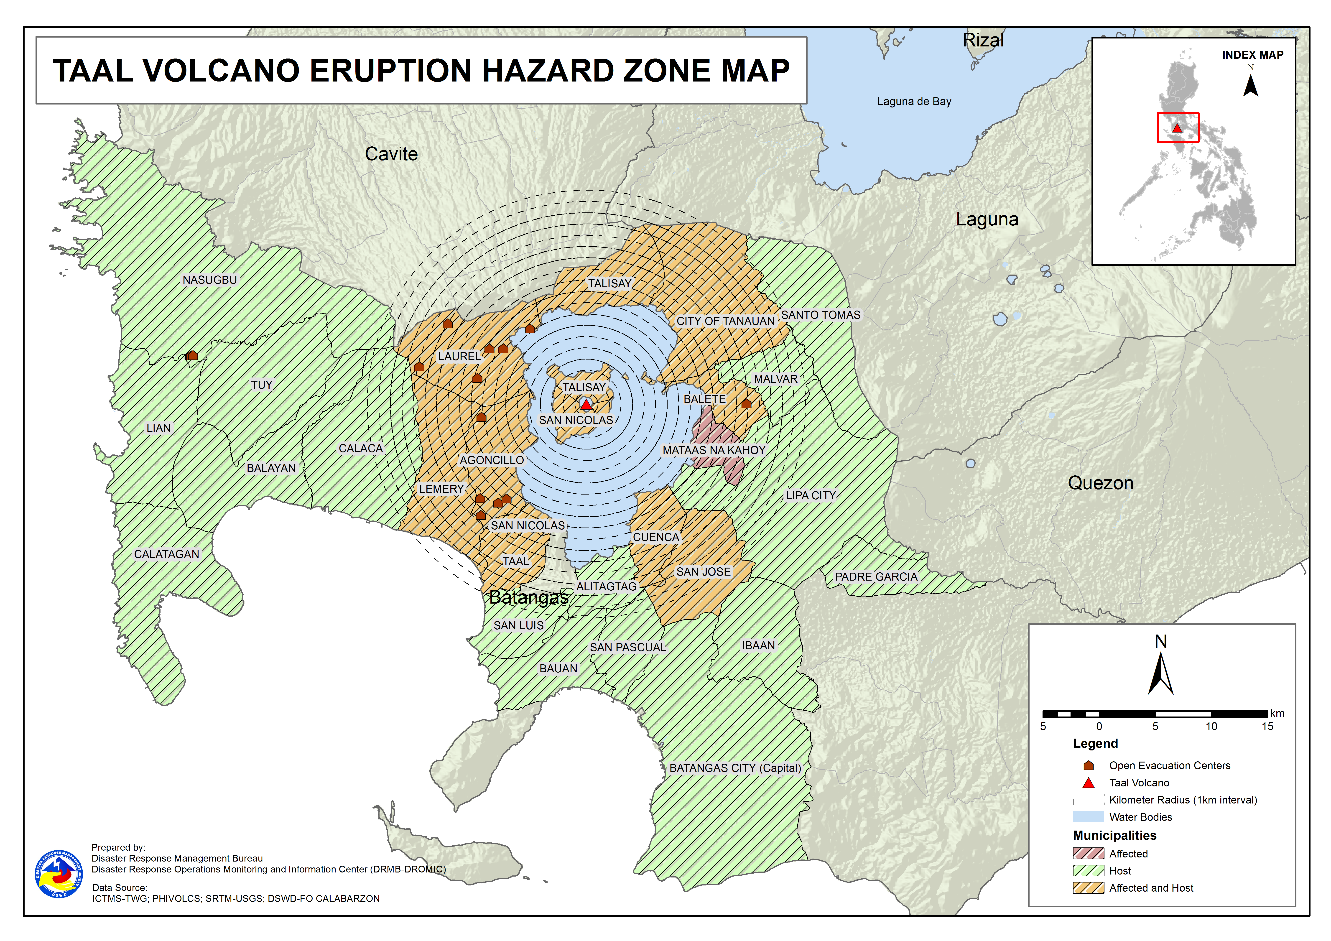 TAAL VOLCANO ERUPTION HAZARD ZONE MAP
Rizal
INDEX MAP
N
Laguna de Bay
Cavite
Laguna
NASUGBU
TALISAY
CITY OF TANAUAN
SANTO TOMAS
LAUREL
TUY
TALISAY
MALVAR
BALETE
SAN NICOLAS
LIAN
CALACA
MATAAS NA KAHOY
BALAYAN
AGONCILLO
LEMERY
LIPA CITY
Quezon
SAN NICOLAS
CUENCA
CALATAGAN
TAAL
SAN JOSE
PADRE GARCIA
ALITAGTAG
Batangas
SAN LUIS
SAN PASCUAL
IBAAN
BAUAN
BATANGAS CITY (Capital)
N
km
5 0 5 10 15
Legend
Open Evacuation Centers
Taal Volcano
Kilometer Radius (1km interval)
Water Bodies
Municipalities
Affected
Host
Affected and Host
Prepared by:
Disaster Response Management Bureau
Disaster Response Operations Monitoring and Information Center (DRMB-DROMIC)
Data Source:
ICTMS-TWG; PHIVOLCS; SRTM-USGS; DSWD-FO CALABARZON